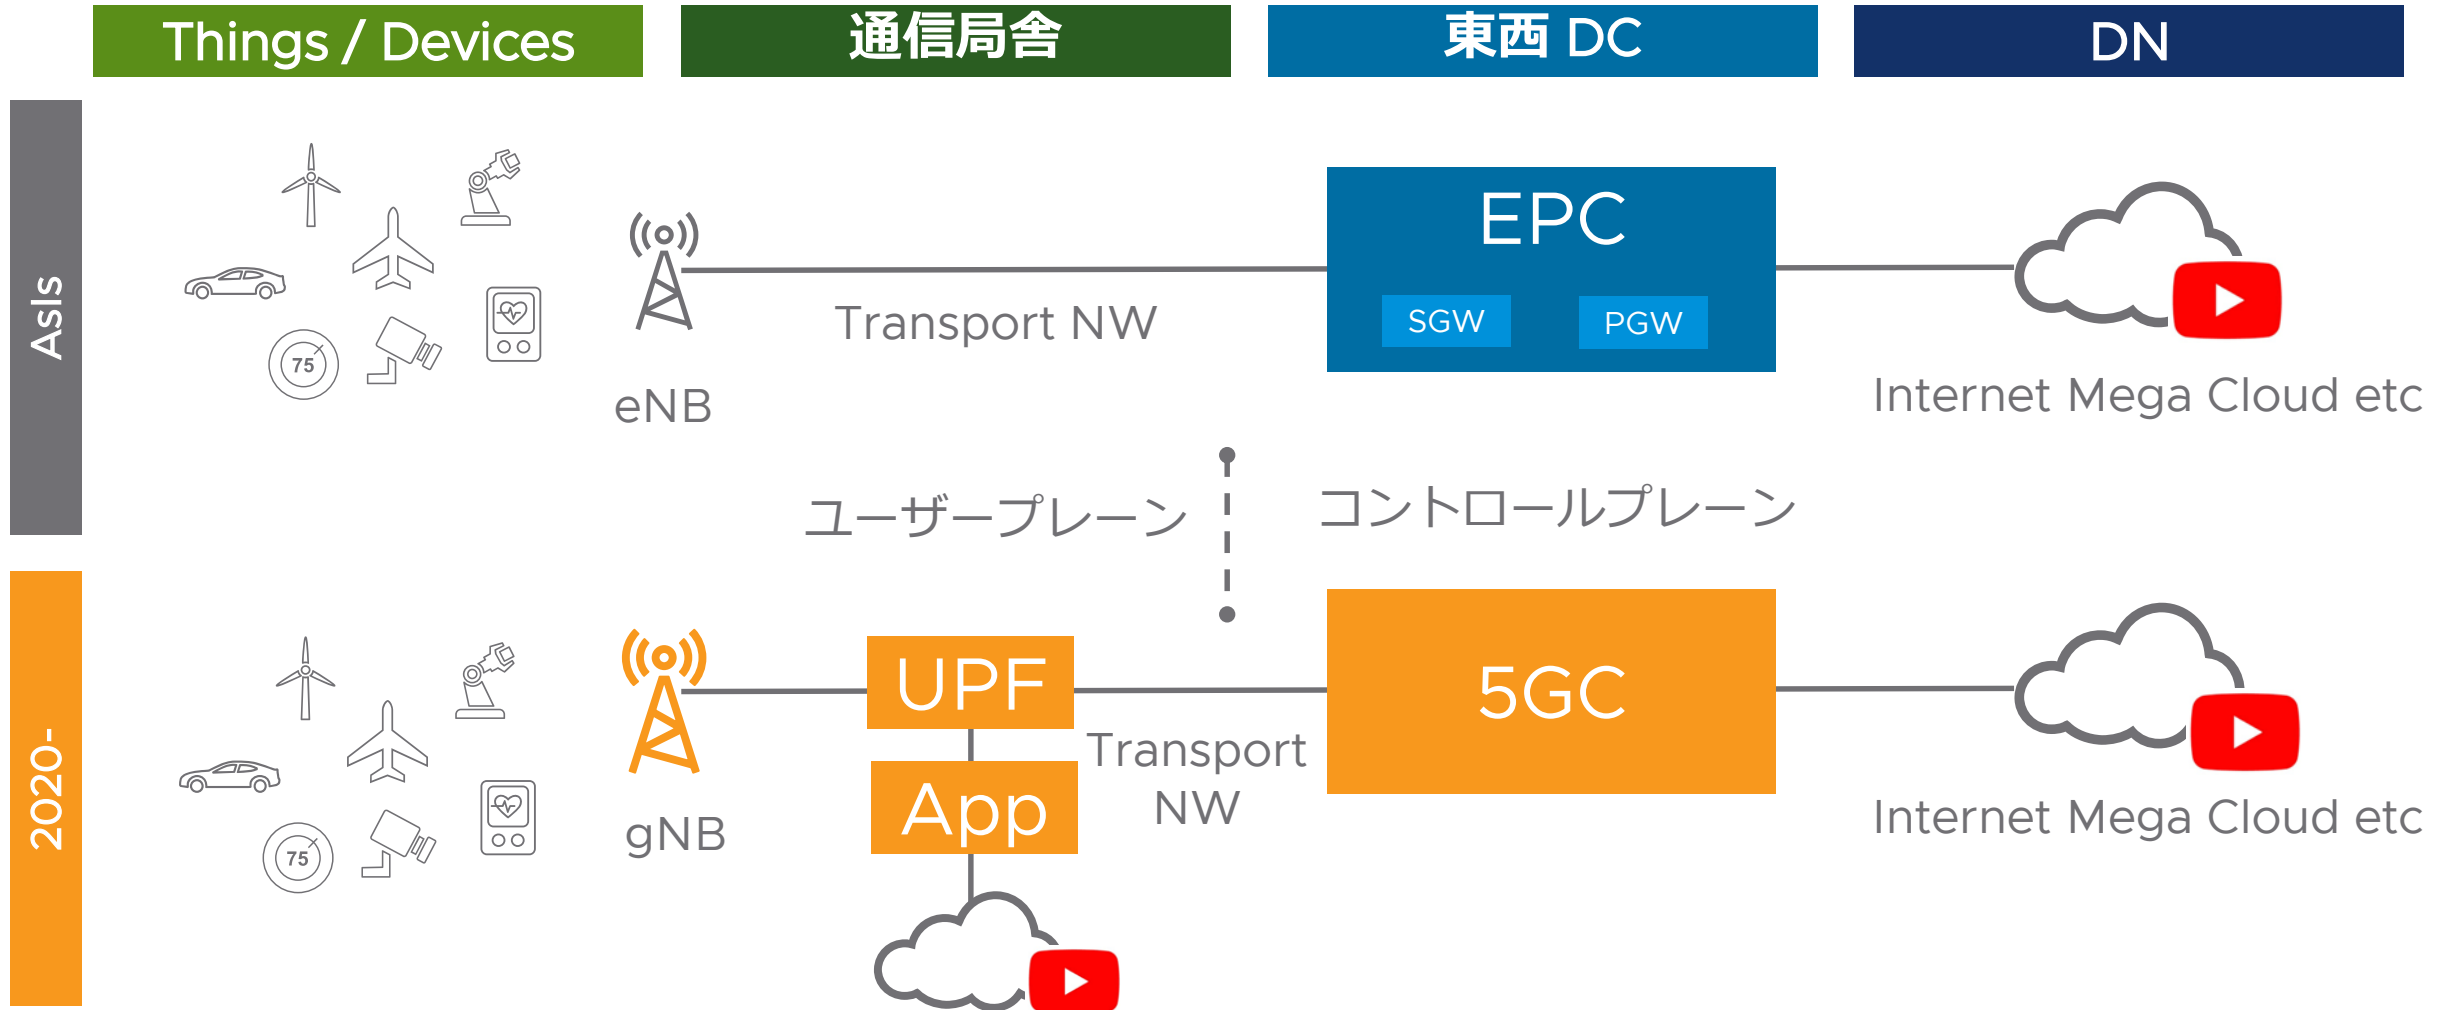 Things / Devices
通信局舎
東西 DC
DN
AsIs
EPC
SGW
PGW
Transport NW
eNB
Internet Mega Cloud etc
75
ユーザープレーン
コントロールプレーン
2020-
UPF
5GC
Transport
NW
App
gNB
Internet Mega Cloud etc
75